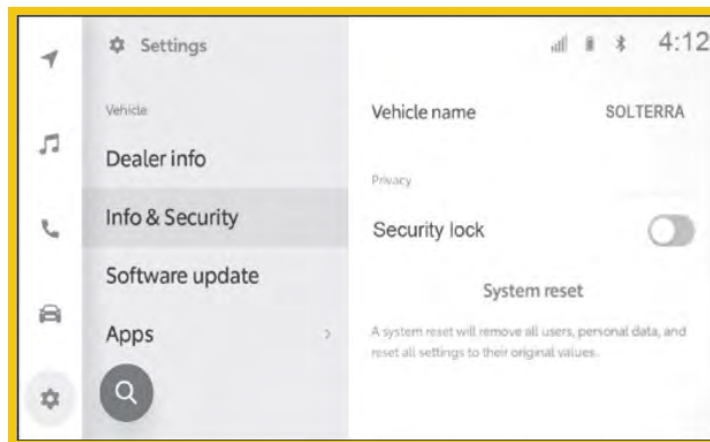 Settings
4:12
Vehicle
Dealer info
Info & Security
Software update
Apps
Vehicle name SOLTERRA
Privacy
Security lock
System reset
A system reset will remove all users, personal data, and
reset all settings to their original values.